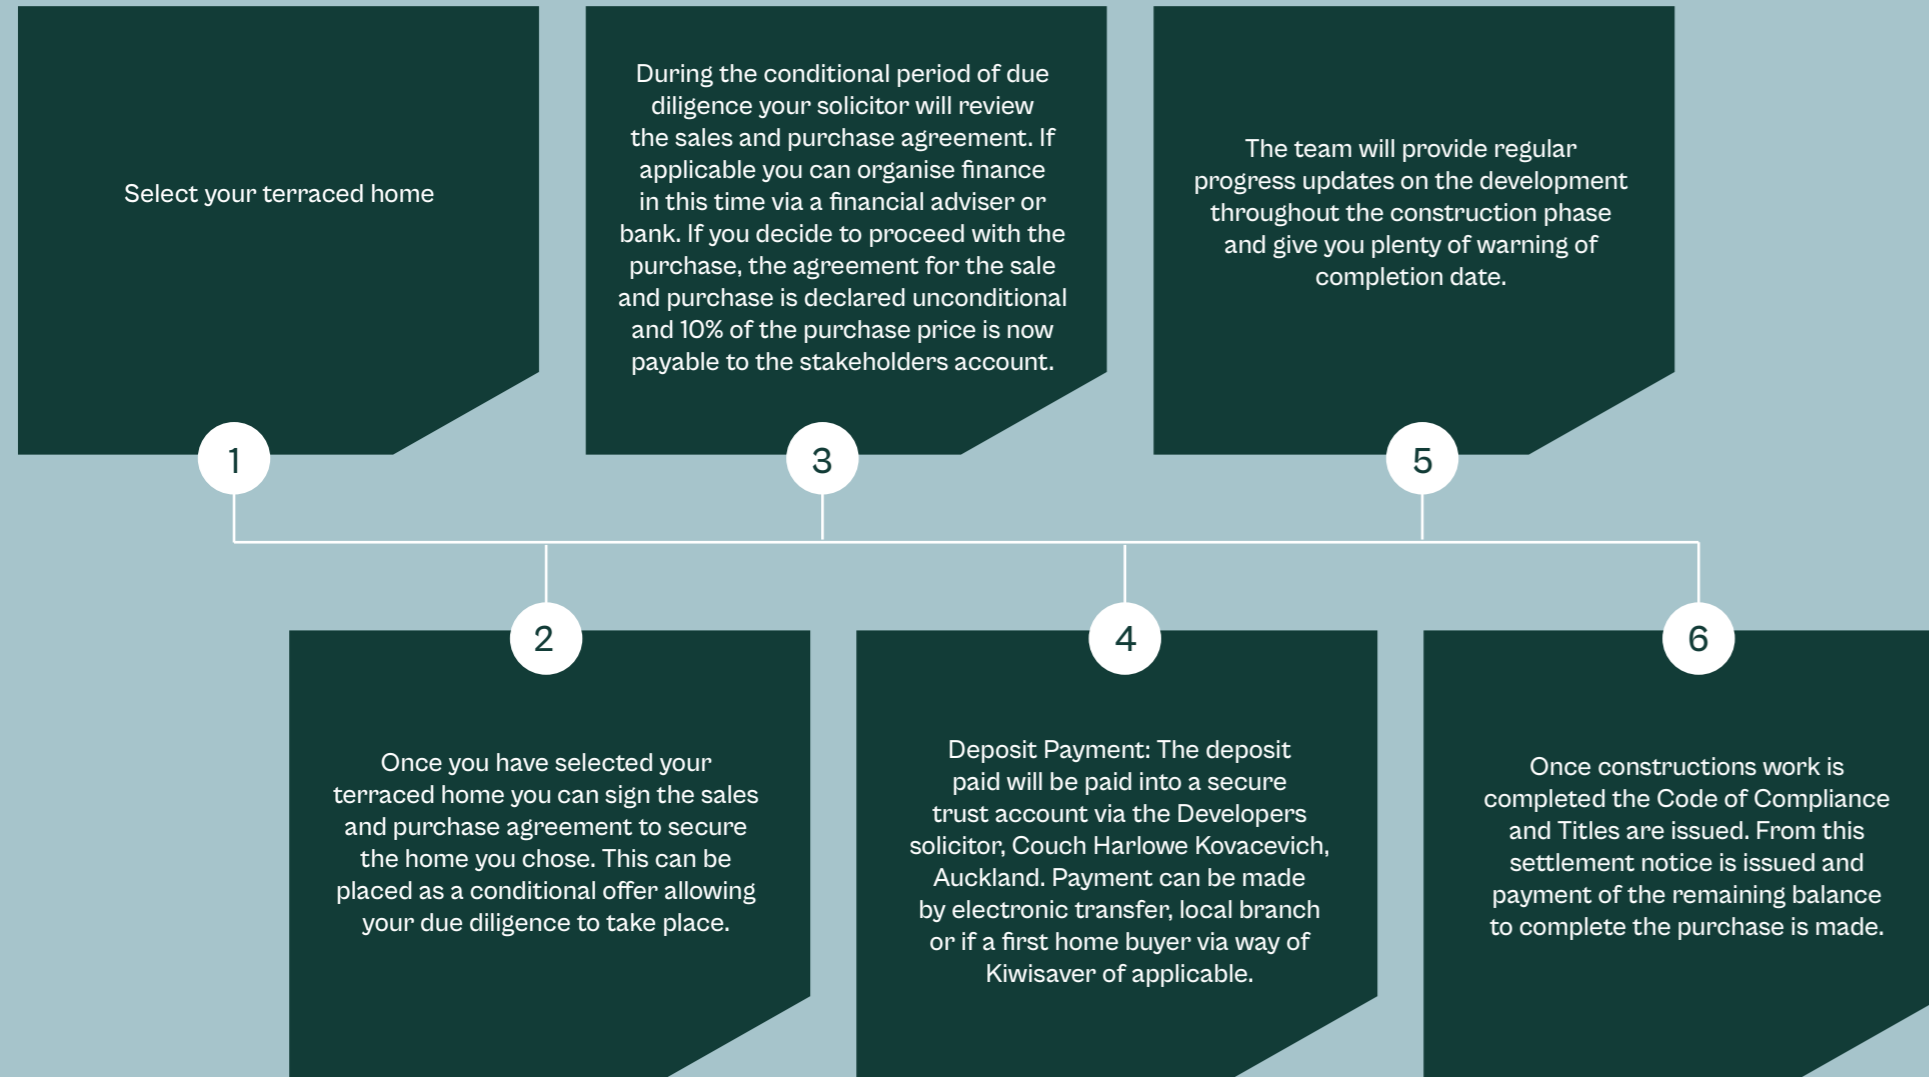 1
Select your terraced home
2
Once you have selected your
terraced home you can sign the sales
and purchase agreement to secure
the home you chose. This can be
placed as a conditional offer allowing
your due diligence to take place.
3
During the conditional period of due
diligence your solicitor will review
the sales and purchase agreement. If
applicable you can organise finance
in this time via a financial adviser or
bank. If you decide to proceed with the
purchase, the agreement for the sale
and purchase is declared unconditional
and 10% of the purchase price is now
payable to the stakeholders account.
4
Deposit Payment: The deposit
paid will be paid into a secure
trust account via the Developers
solicitor, Couch Harlowe Kovacevich,
Auckland. Payment can be made
by electronic transfer, local branch
or if a first home buyer via way of
Kiwisaver of applicable.
5
The team will provide regular
progress updates on the development
throughout the construction phase
and give you plenty of warning of
completion date.
6
Once constructions work is
completed the Code of Compliance
and Titles are issued. From this
settlement notice is issued and
payment of the remaining balance
to complete the purchase is made.